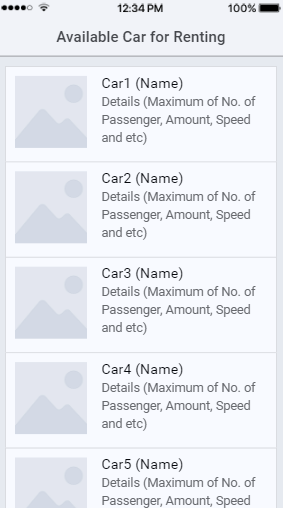 12:34 PM 100%
Available Car for Renting
Car1 (Name)
Details (Maximum of No. of
Passenger, Amount, Speed
and etc)
Car2 (Name)
Details (Maximum of No. of
Passenger, Amount, Speed
and etc)
Car3 (Name)
Details (Maximum of No. of
Passenger, Amount, Speed
and etc)
Car4 (Name)
Details (Maximum of No. of
Passenger, Amount, Speed
and etc)
Car5 (Name)
Details (Maximum of No. of
Passenger, Amount, Speed